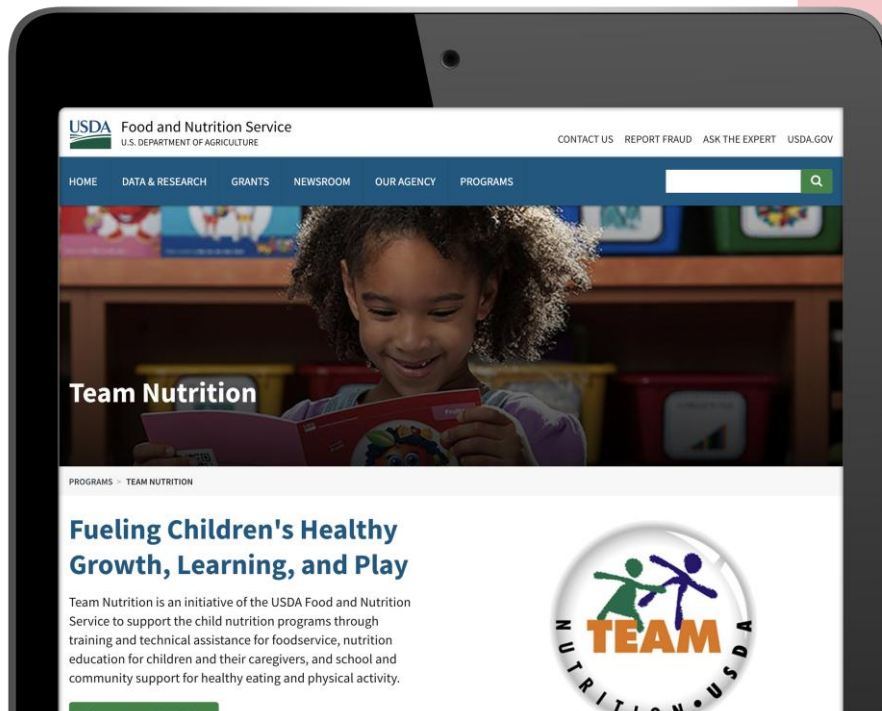 USDA Food and Nutrition Service
U.S. DEPARTMENT OF AGRICULTURE
CONTACT US REPORT FRAUD ASK THE EXPERT USDA.GOV
HOME DATA & RESEARCH GRANTS NEWSROOM OUR AGENCY PROGRAMS
Team Nutrition
PROGRAMS > TEAM NUTRITION
Fueling Children's Healthy
Growth, Learning, and Play
Team Nutrition is an initiative of the USDA Food and Nutrition
Service to support the child nutrition programs through
training and technical assistance for foodservice, nutrition
education for children and their caregivers, and school and
community support for healthy eating and physical activity.
TEAM
NUTRITION • USDA